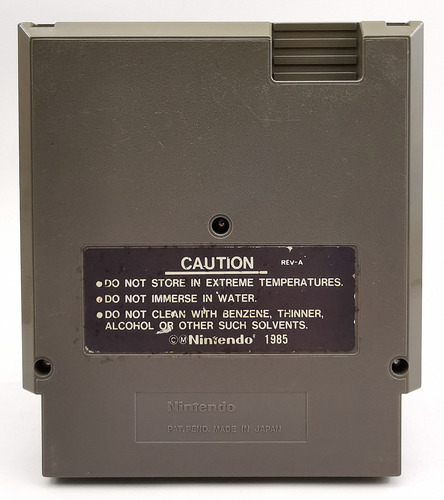 CAUTION REV-A
• DO NOT STORE IN EXTREME TEMPERATURES.
• DO NOT IMMERSE IN WATER.
• DO NOT CLEAN WITH BENZENE, THINNER,
ALCOHOL OR OTHER SUCH SOLVENTS.
©Ⓜ Nintendo® 1985
Nintendo
PAT. PEND. MADE IN JAPAN